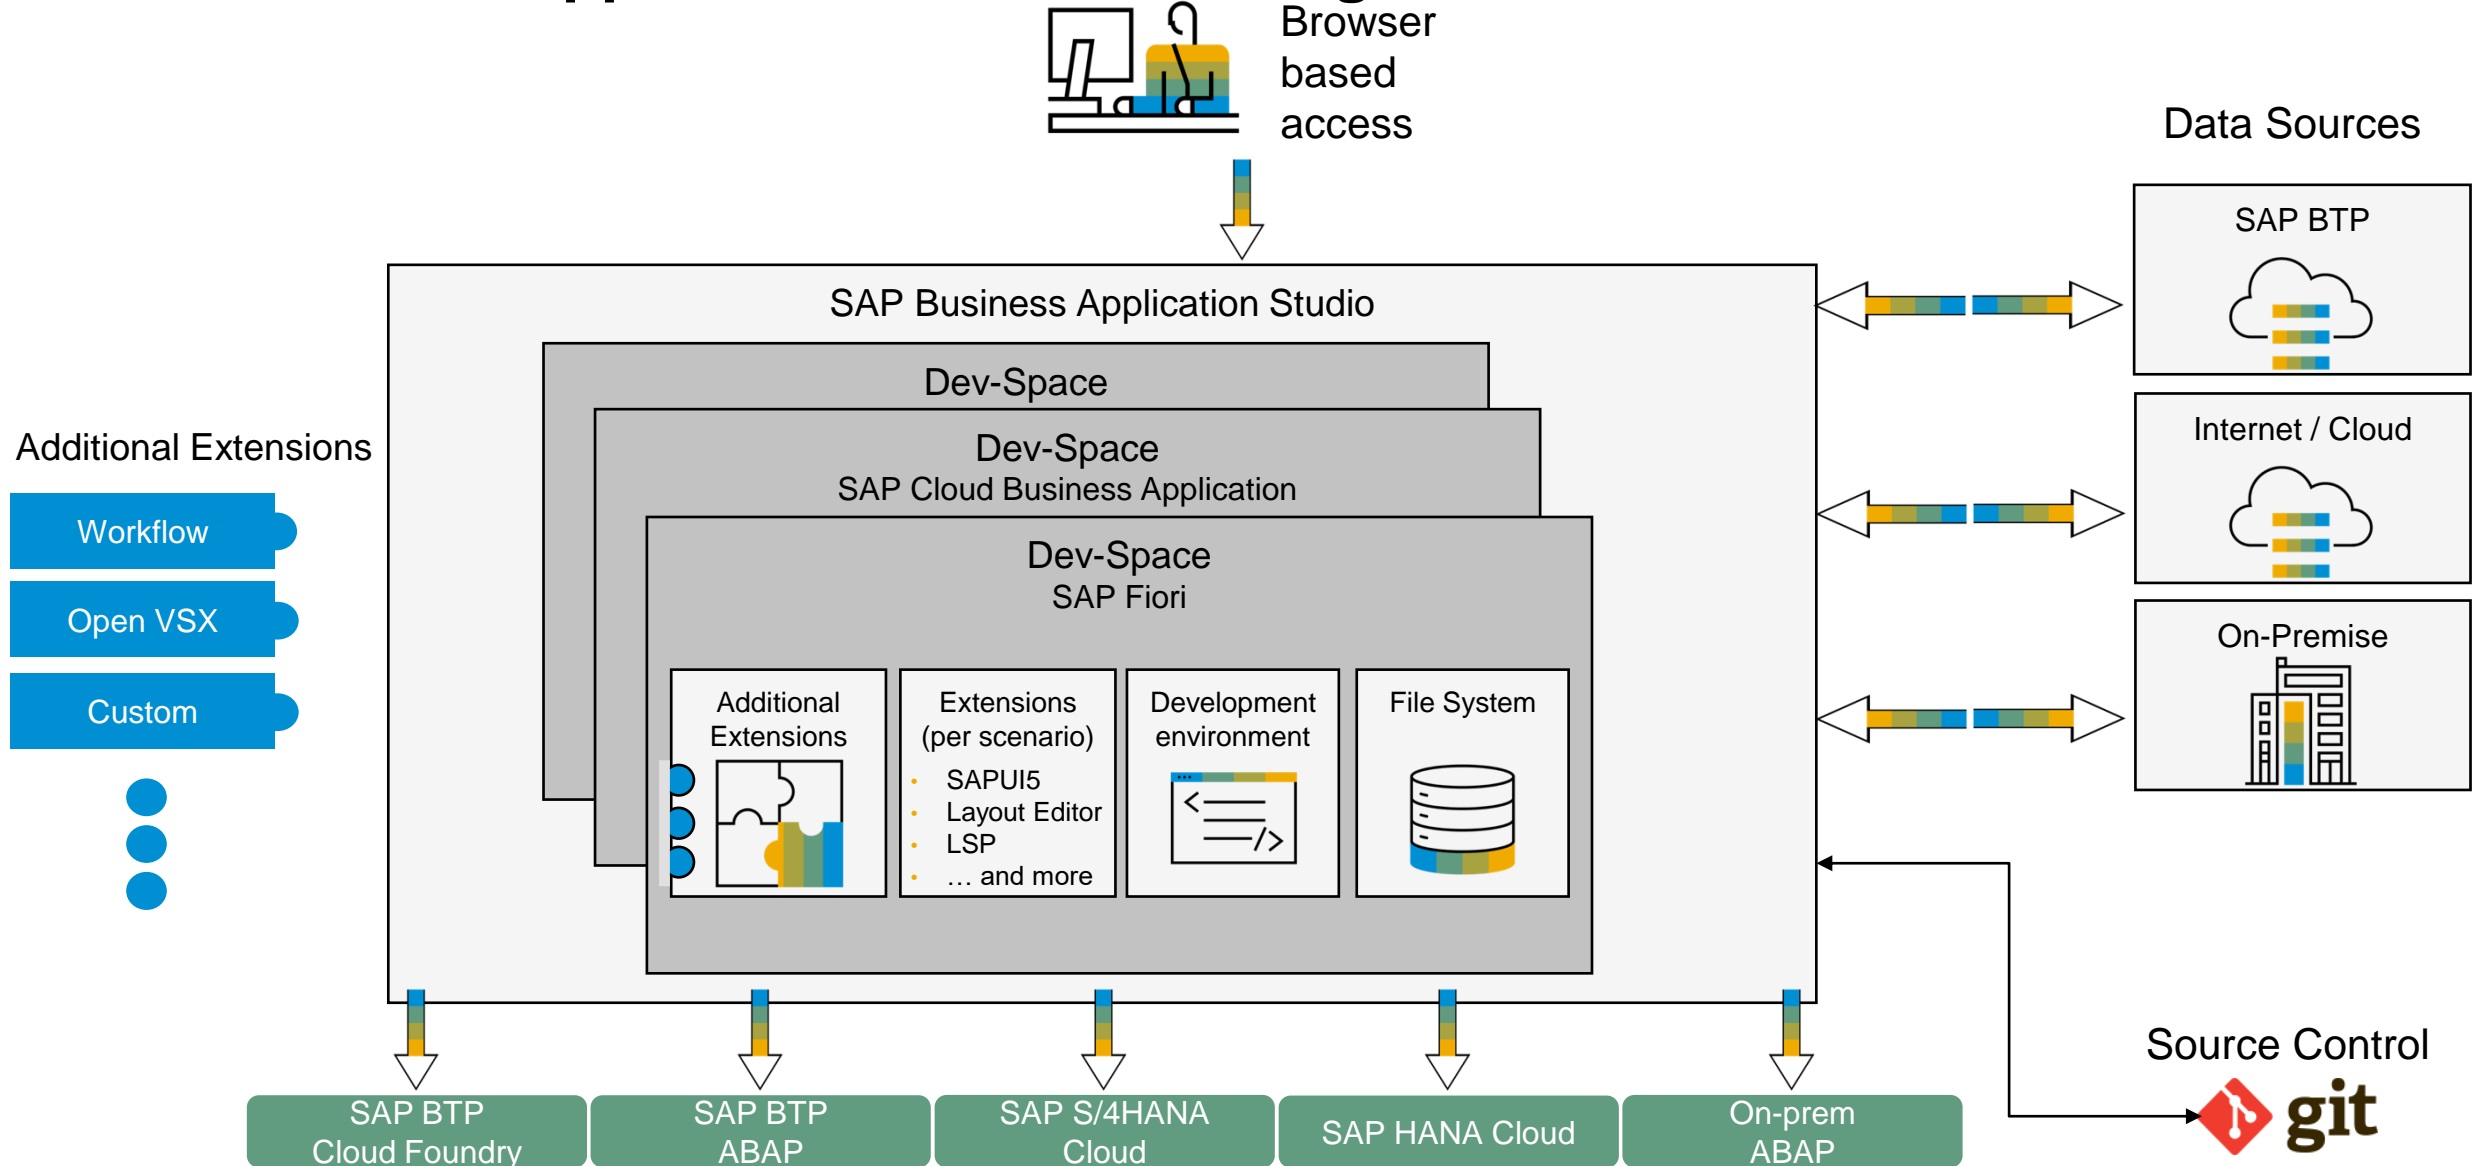 Browser
based
access
Data Sources
SAP BTP
SAP Business Application Studio
Dev-Space
Internet / Cloud
Additional Extensions
Dev-Space
SAP Cloud Business Application
Workflow
Dev-Space
SAP Fiori
Open VSX
On-Premise
Custom
Additional
Extensions
Extensions
(per scenario)
• SAPUI5
• Layout Editor
• LSP
• … and more
Development
environment
File System
Source Control
git
SAP BTP
Cloud Foundry
SAP BTP
ABAP
SAP S/4HANA
Cloud
SAP HANA Cloud
On-prem
ABAP